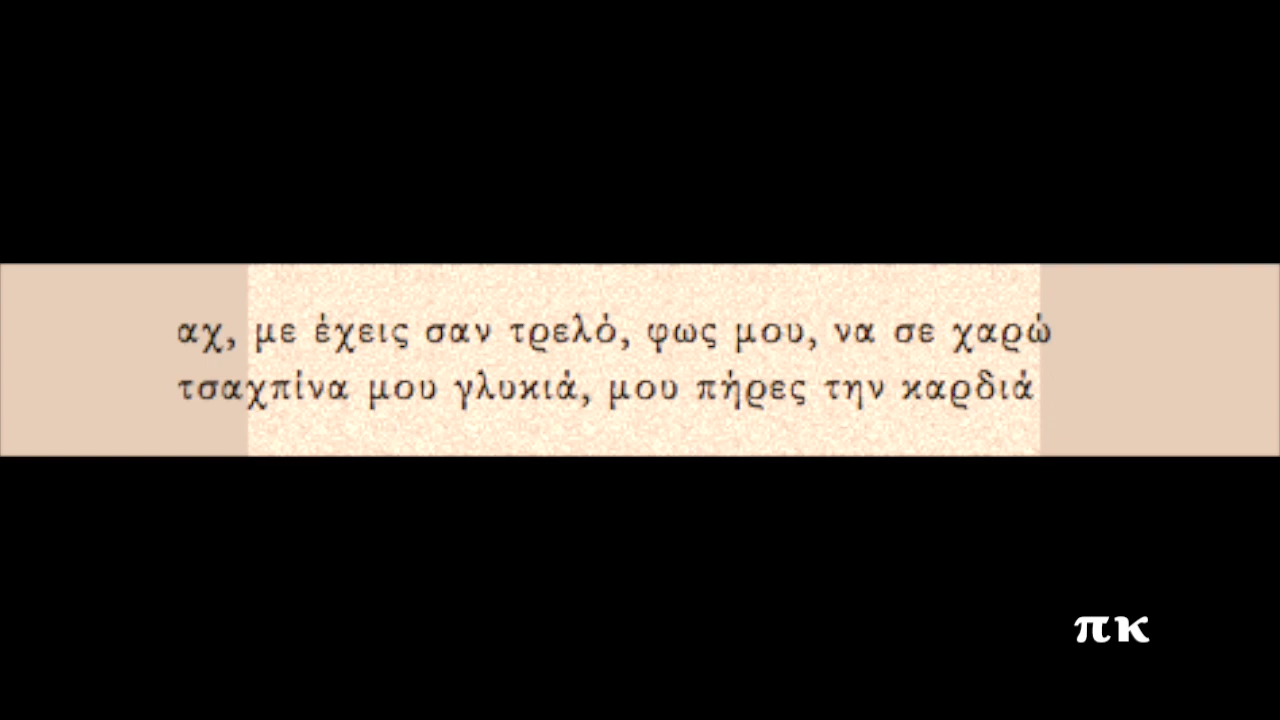 αχ, με έχεις σαν τρελό, φως μου, να σε χαρώ
τσαχπίνα μου γλυκιά, μου πήρες την καρδιά
πκ